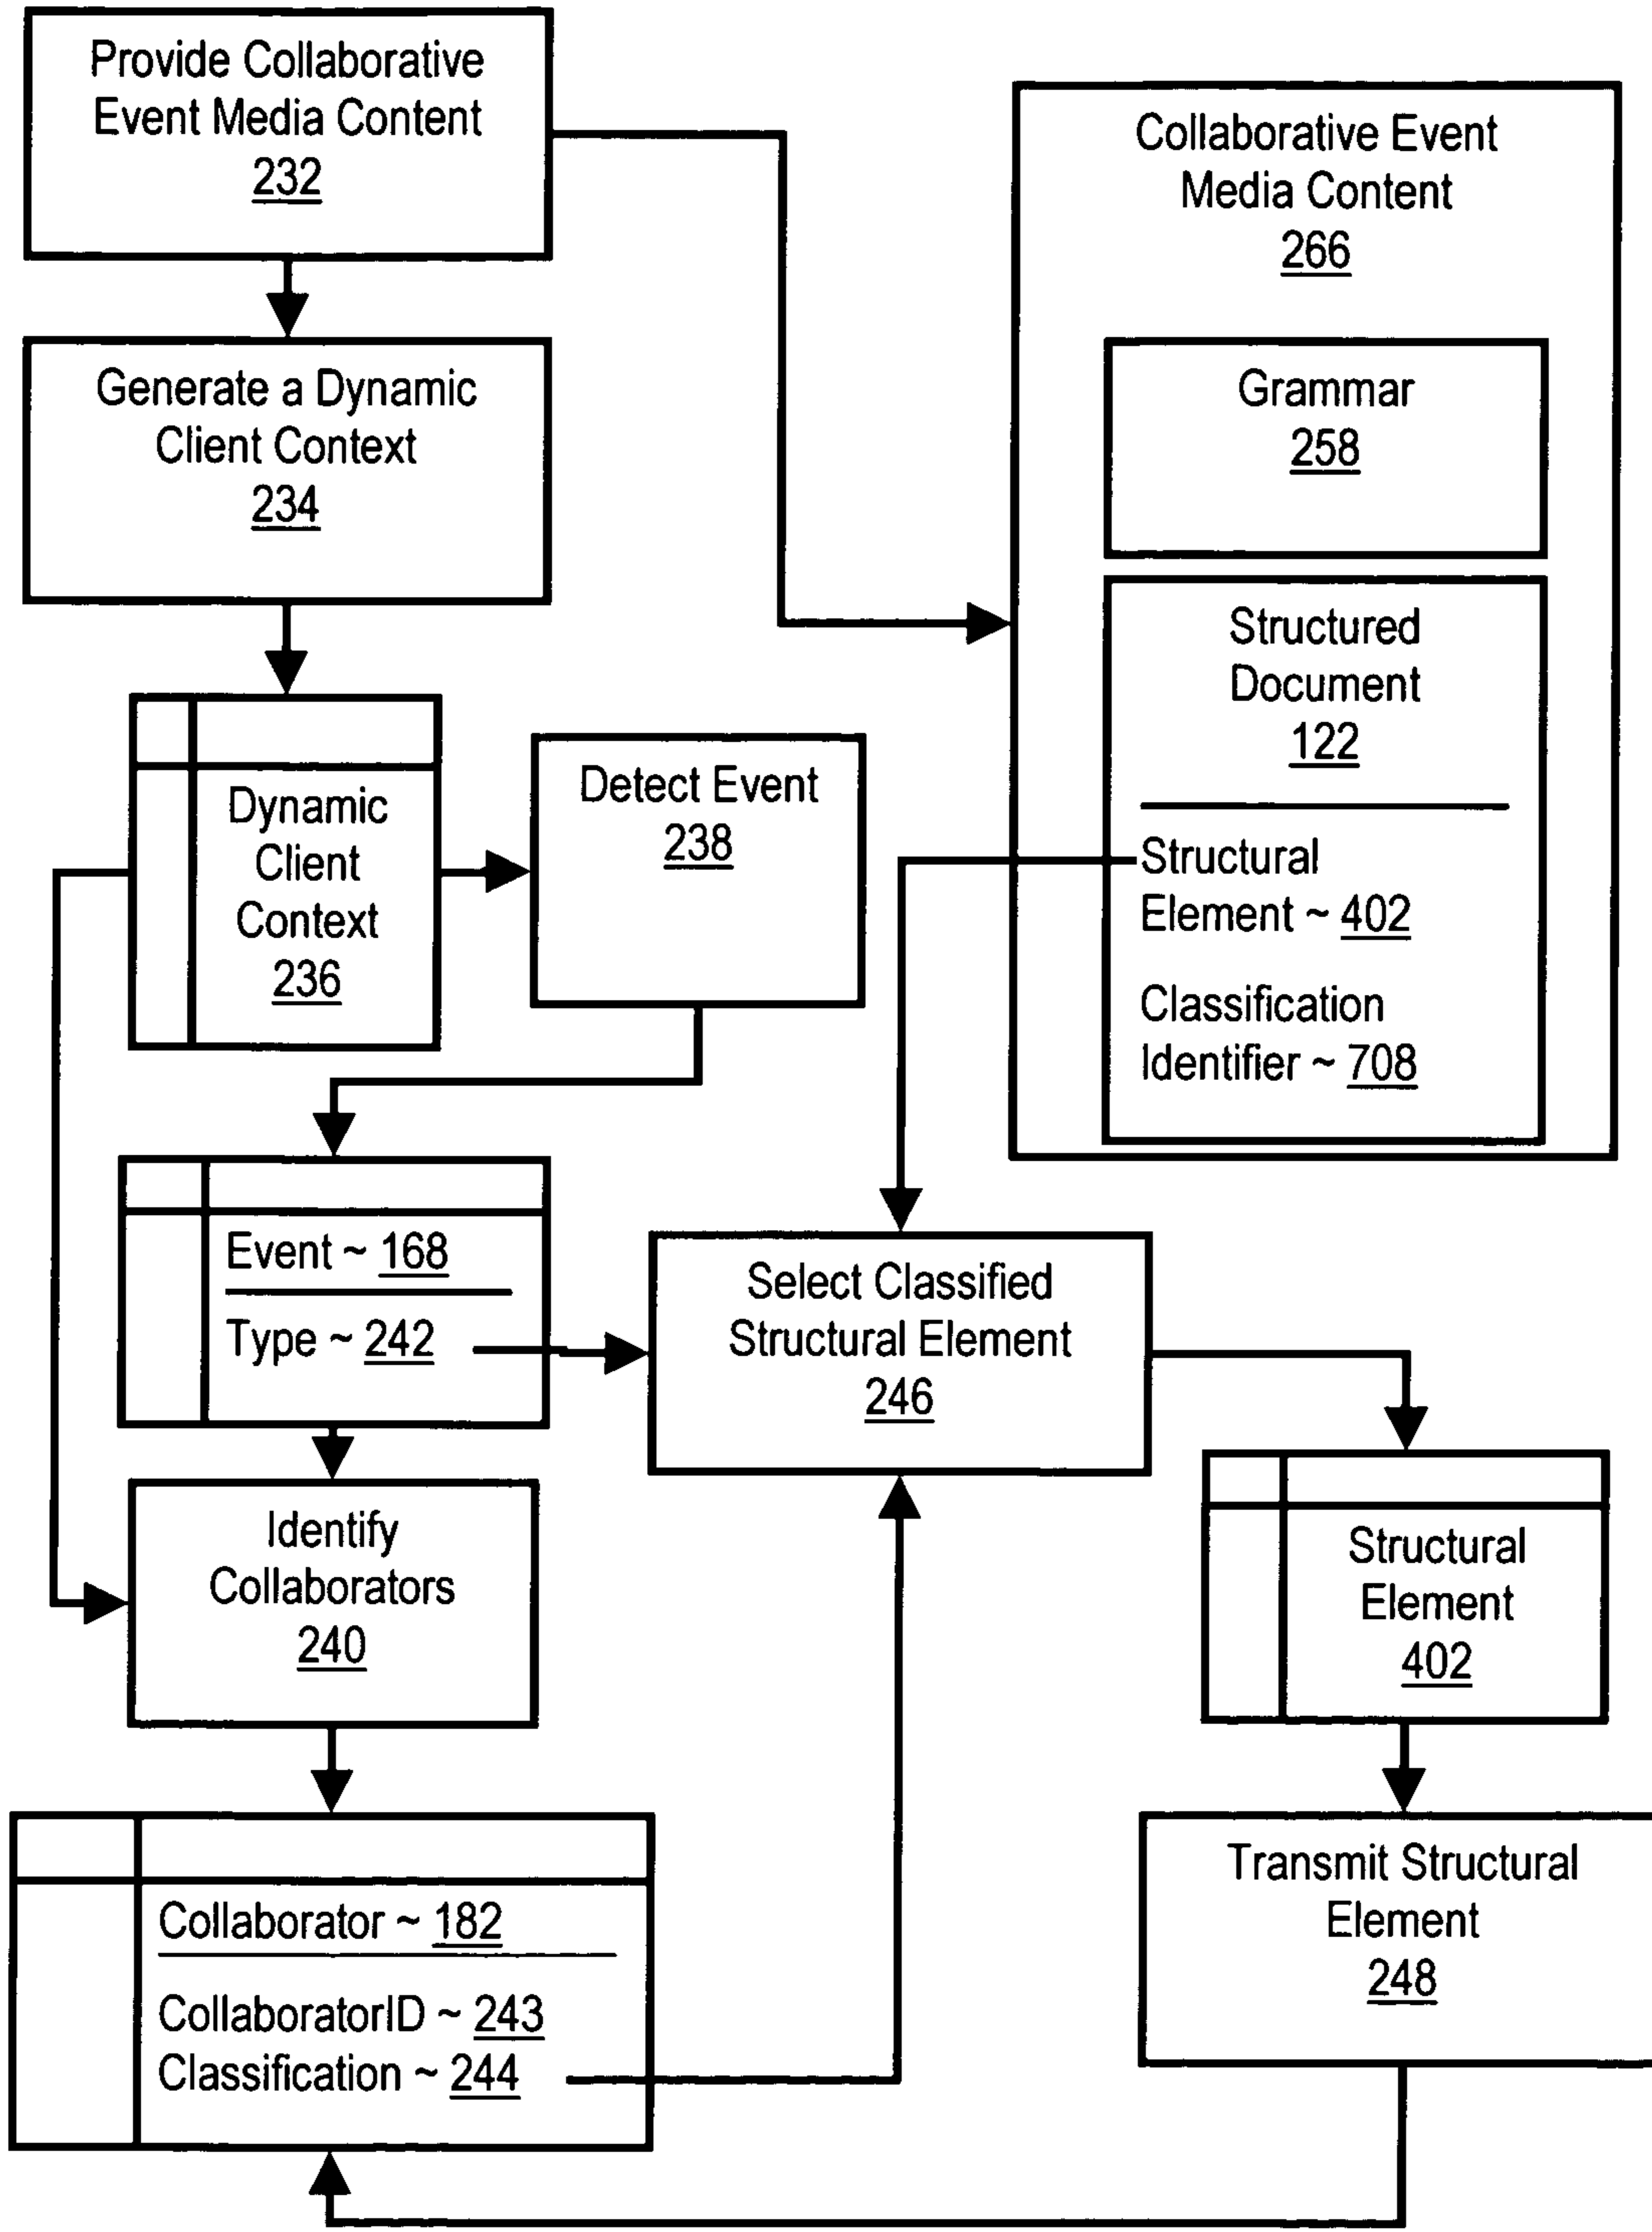 Provide Collaborative
Event Media Content
232
Collaborative Event
Media Content
266
Generate a Dynamic
Client Context
234
Grammar
258
Structured
Document
122
Structural
Element ~ 402
Classification
Identifier ~ 708
Dynamic
Client
Context
236
Detect Event
238
Event ~ 168
Type ~ 242
Select Classified
Structural Element
246
Identify
Collaborators
240
Structural
Element
402
Collaborator ~ 182
CollaboratorID ~ 243
Classification ~ 244
Transmit Structural
Element
248